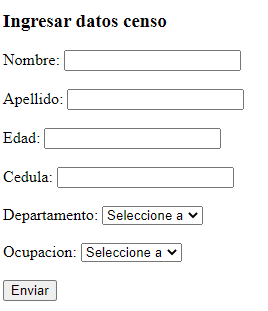 Ingresar datos censo
Nombre:
Apellido:
Edad:
Cedula:
Departamento: Seleccione a
Ocupacion: Seleccione a
Enviar